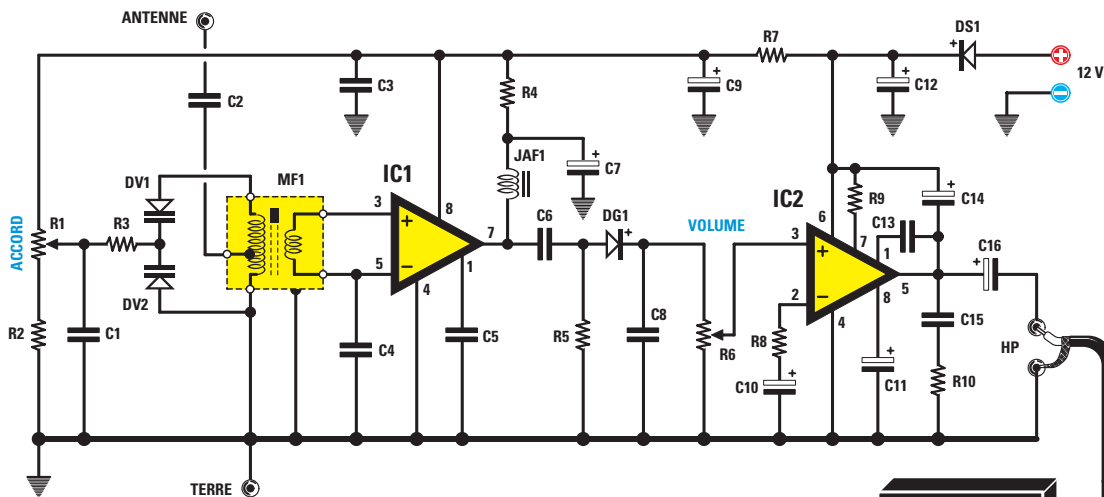 ANTENNE
R7
DS1
12 V
C2
C3
R4
C9
C12
JAF1
C7
MF1
IC1
DV1
R3
R1
ACCORD
DV2
R2
C1
3
+
8
7
5
–
1
4
C4
C5
C6
DG1
VOLUME
R5
C8
R6
IC2
R9
C14
C13
C16
6
3
+
7
1
5
2
–
8
4
R8
C10
C11
C15
R10
HP
TERRE